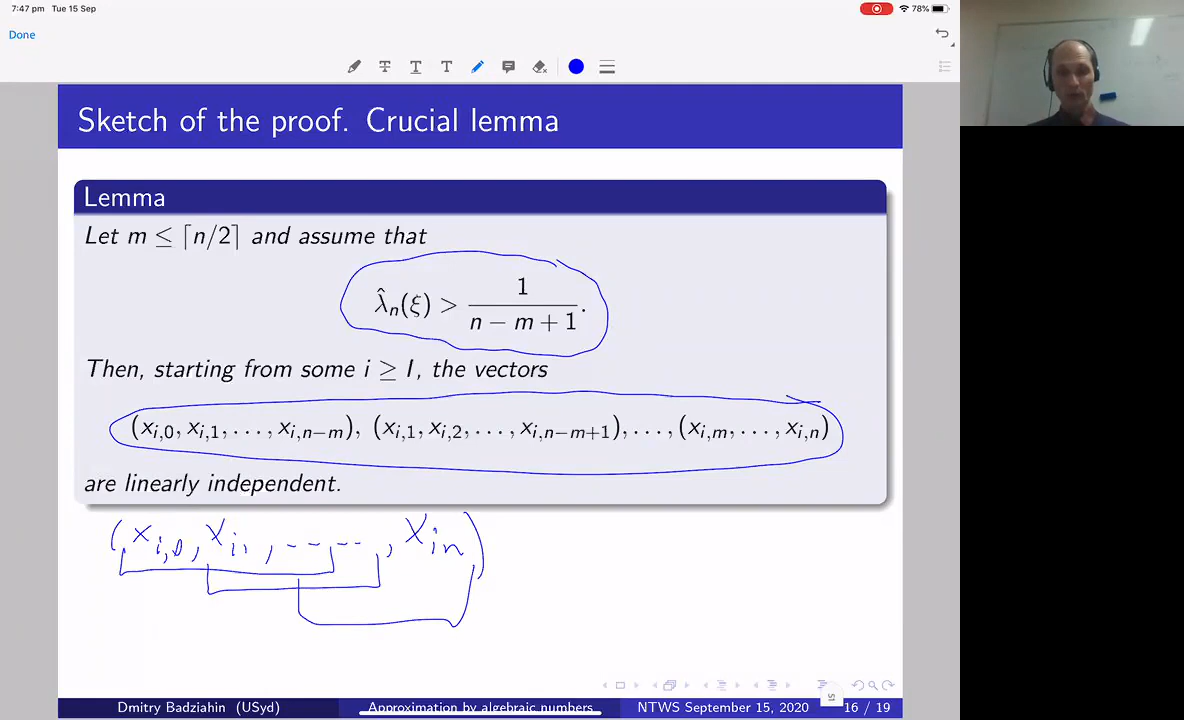 7:47 pm Tue 15 Sep
78%
Done
Sketch of the proof. Crucial lemma
Lemma
Let m ≤ ⌈n/2⌉ and assume that
λ̂ₙ(ξ) > 1/(n − m + 1).
Then, starting from some i ≥ I, the vectors
(x_{i,0}, x_{i,1}, . . . , x_{i,n−m}), (x_{i,1}, x_{i,2}, . . . , x_{i,n−m+1}), . . . , (x_{i,m}, . . . , x_{i,n})
are linearly independent.
(x_{i,0}, x_{i1}, - - - - -, x_{in})
51
Dmitry Badziahin (USyd) Approximation by algebraic numbers NTWS September 15, 2020 16 / 19